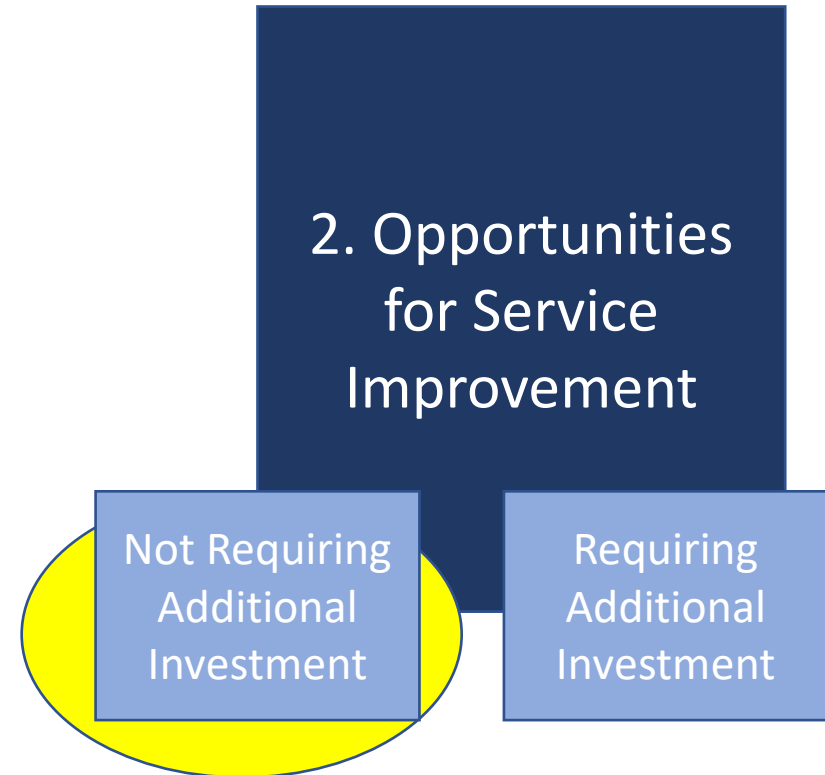 2. Opportunities
for Service
Improvement
Not Requiring
Additional
Investment
Requiring
Additional
Investment